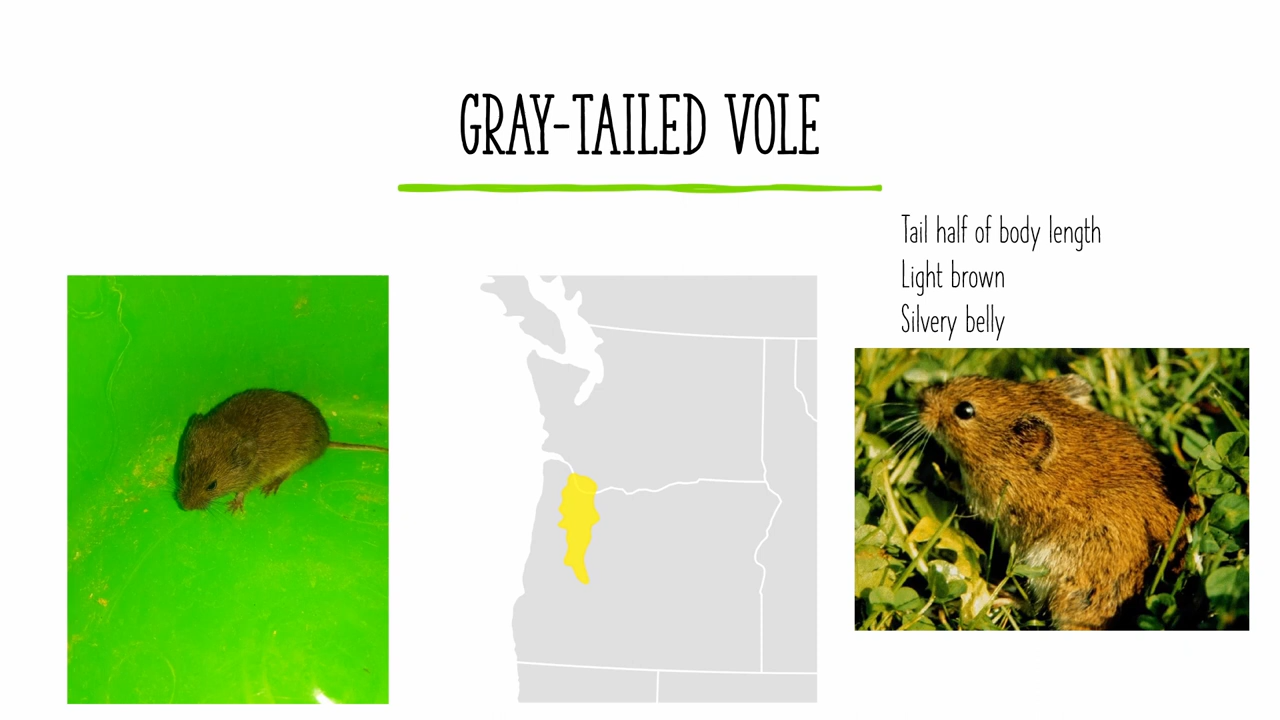 GRAY-TAILED VOLE
Tail half of body length
Light brown
Silvery belly